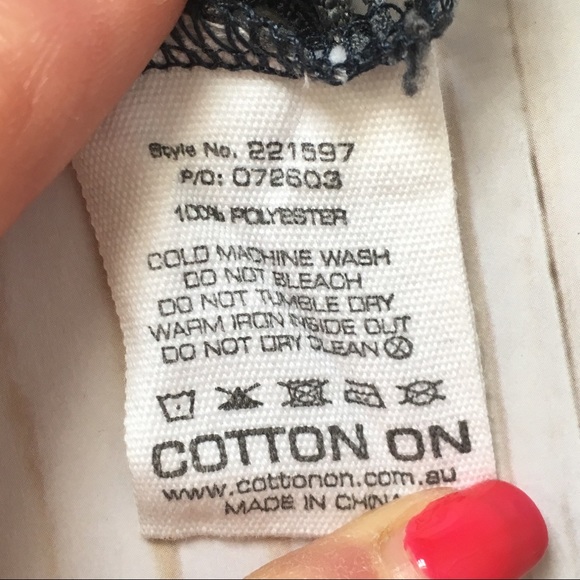 Style No. 221597
P/O: 072603
100% POLYESTER
COLD MACHINE WASH
DO NOT BLEACH
DO NOT TUMBLE DRY
WARM IRON INSIDE OUT
DO NOT DRY CLEAN
COTTON ON
www.cottonon.com.au
MADE IN CHINA